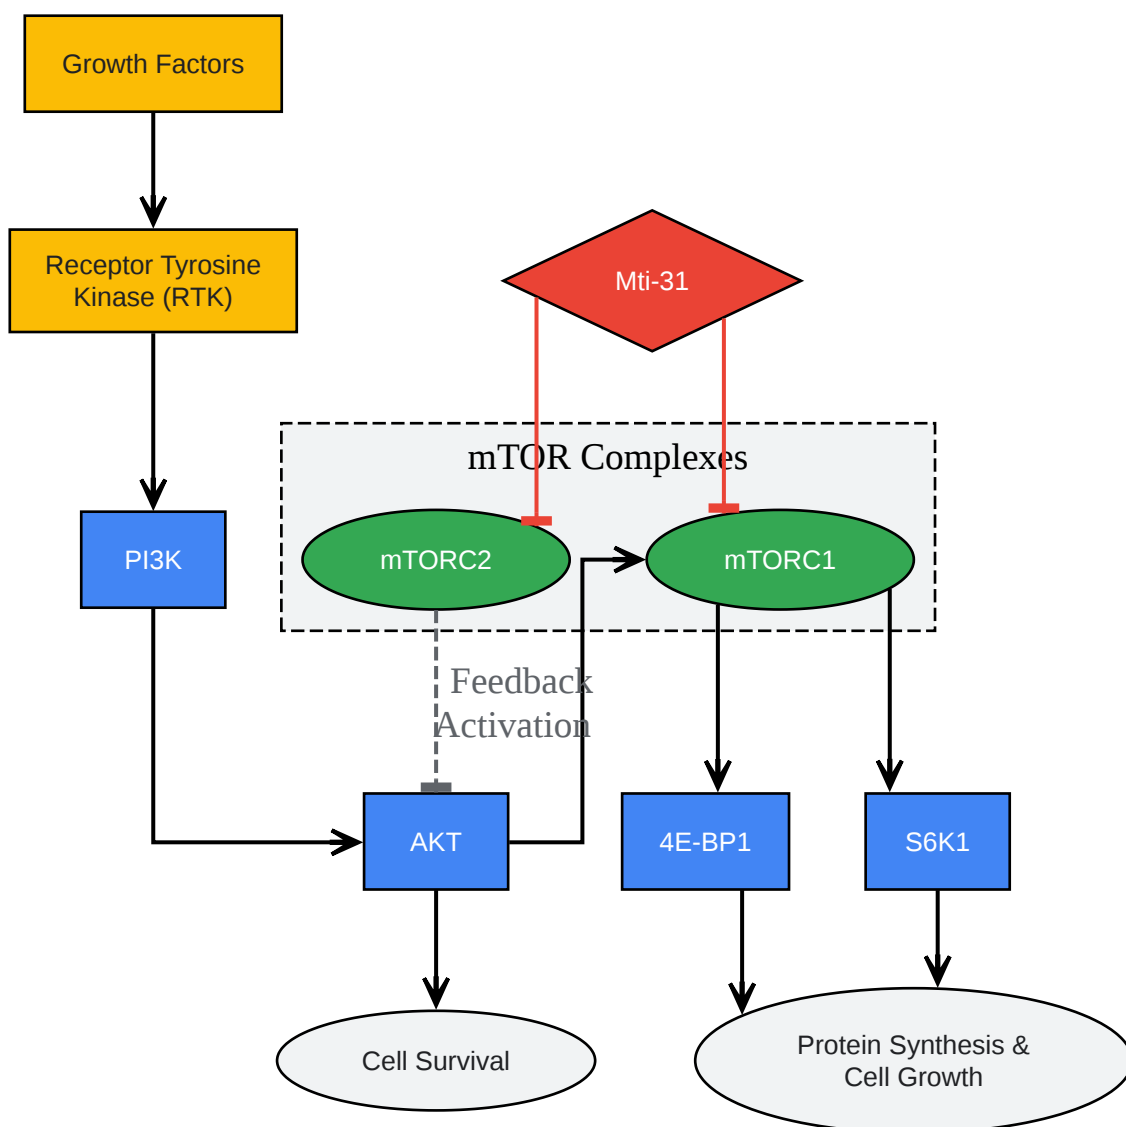 Growth Factors
Receptor Tyrosine
Kinase (RTK)
Mti-31
mTOR Complexes
PI3K
mTORC2
mTORC1
Feedback
Activation
AKT
4E-BP1
S6K1
Cell Survival
Protein Synthesis &
Cell Growth